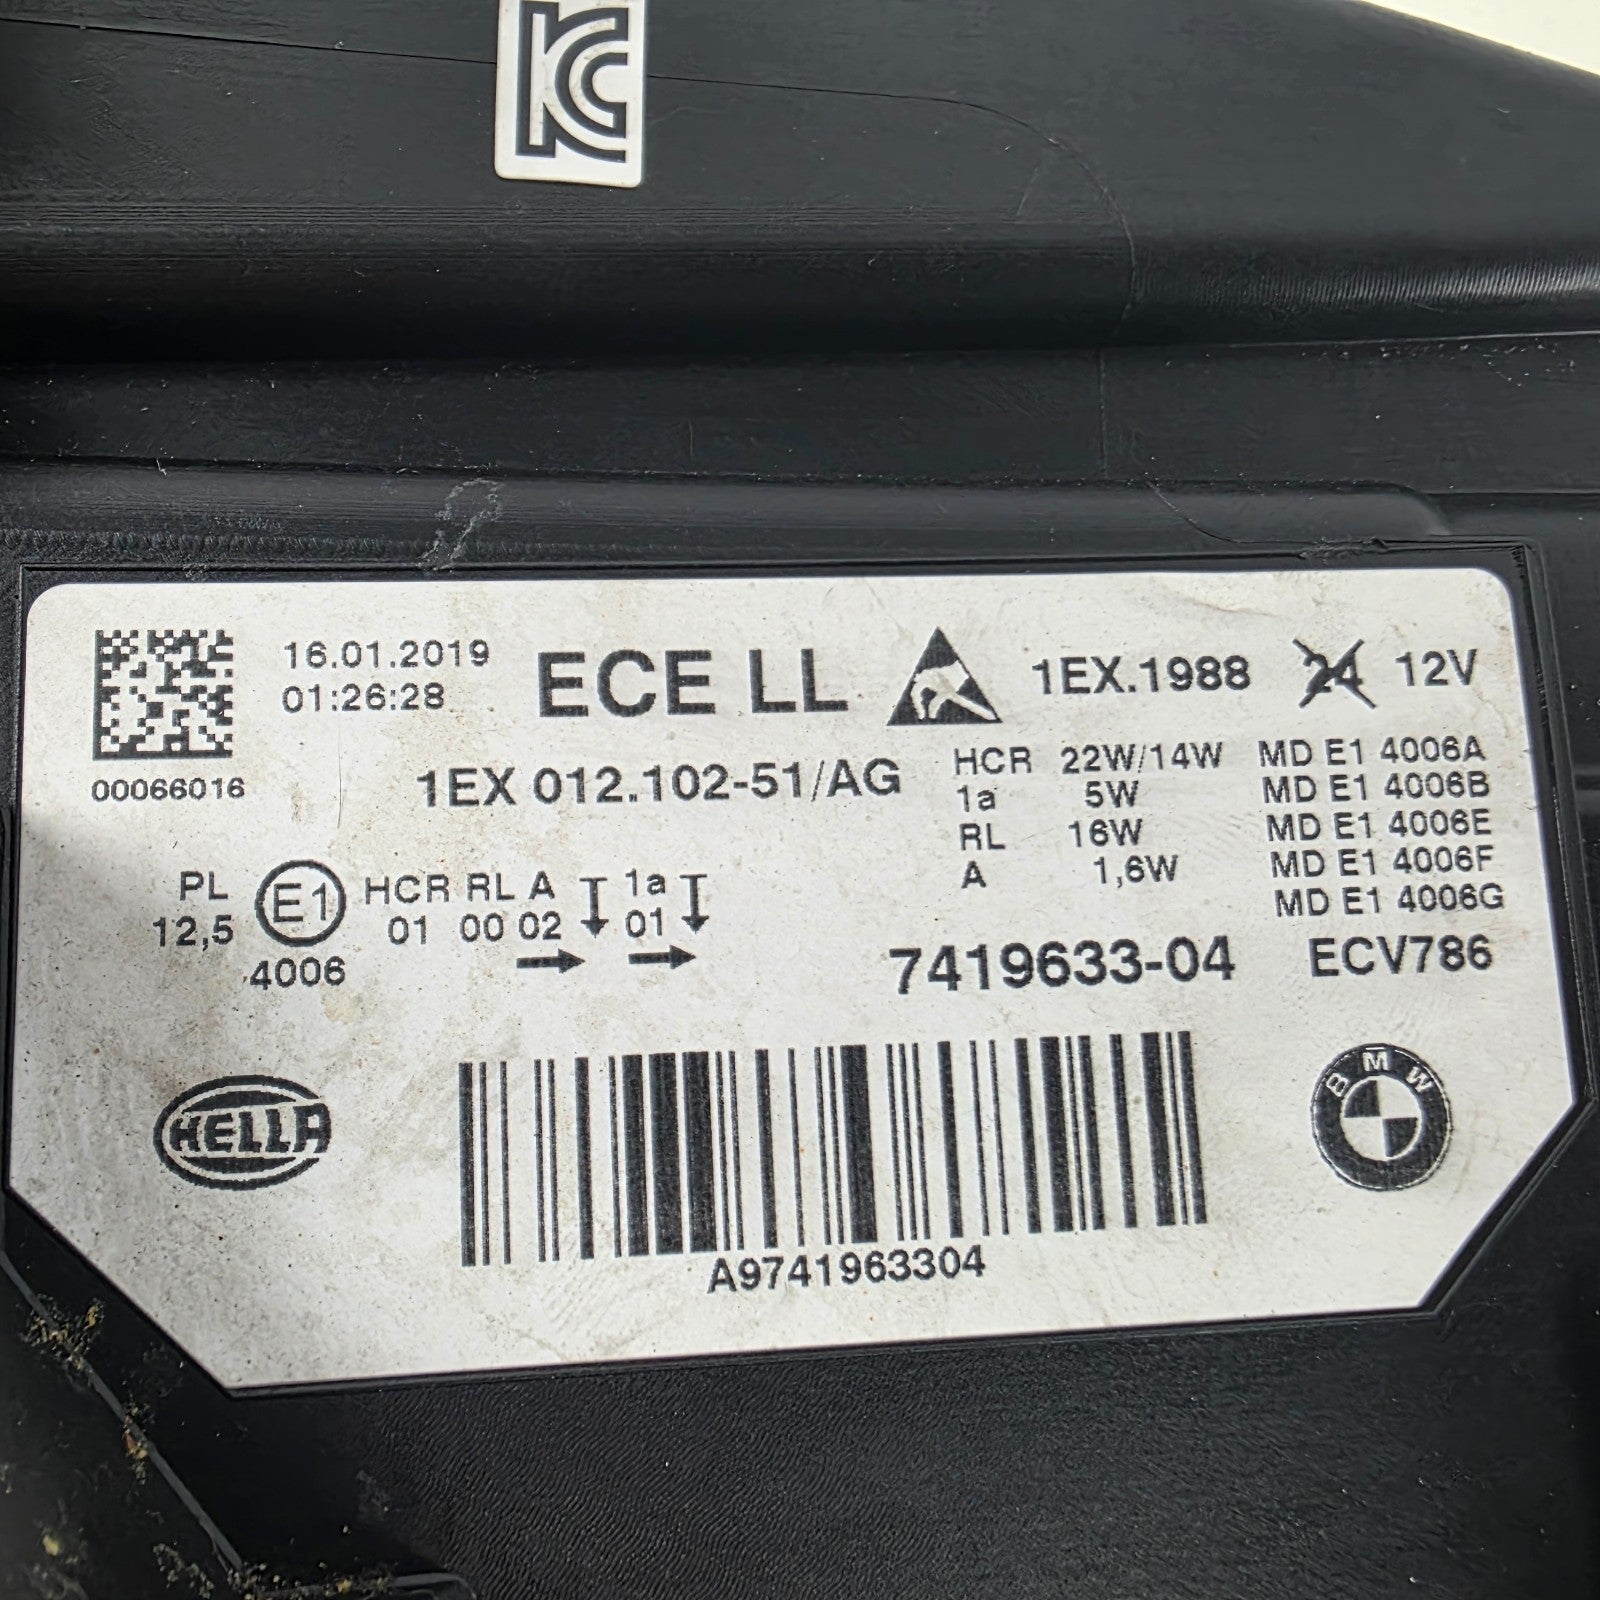 KC
16.01.2019
01:26:28
ECE LL
1EX.1988
24 12V
00066016
1EX 012.102-51/AG
HCR 22W/14W MD E1 4006A
1a 5W MD E1 4006B
RL 16W MD E1 4006E
A 1,6W MD E1 4006F
MD E1 4006G
PL
12,5
E1
4006
HCR RL A 1a
01 00 02 01
7419633-04 ECV786
HELLA
BMW
A9741963304